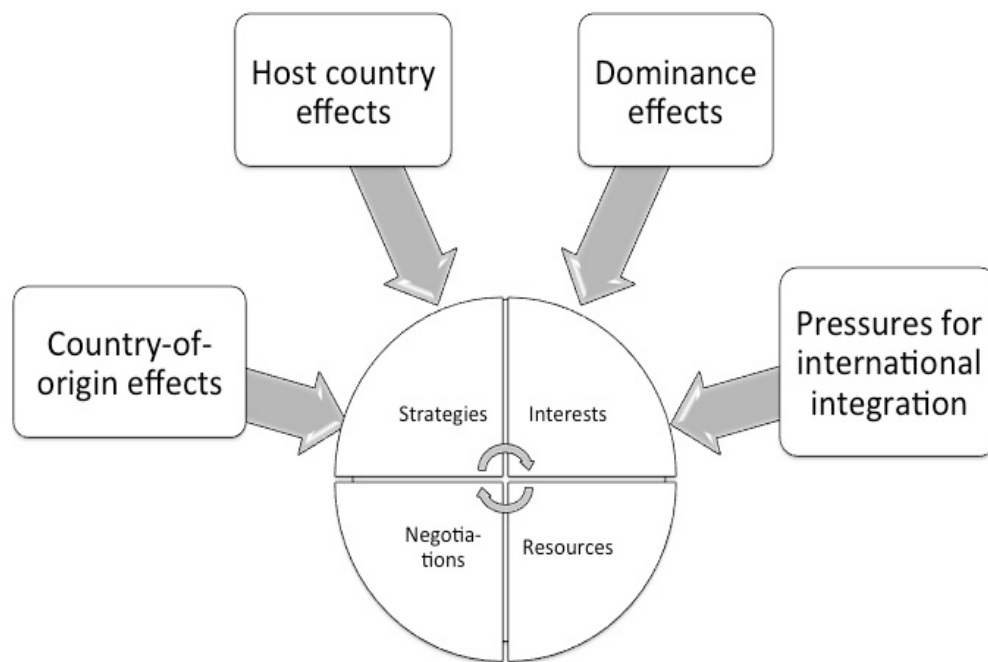 Host country
effects
Dominance
effects
Country-of-
origin effects
Pressures for
international
integration
Strategies
Interests
Negotia-
tions
Resources